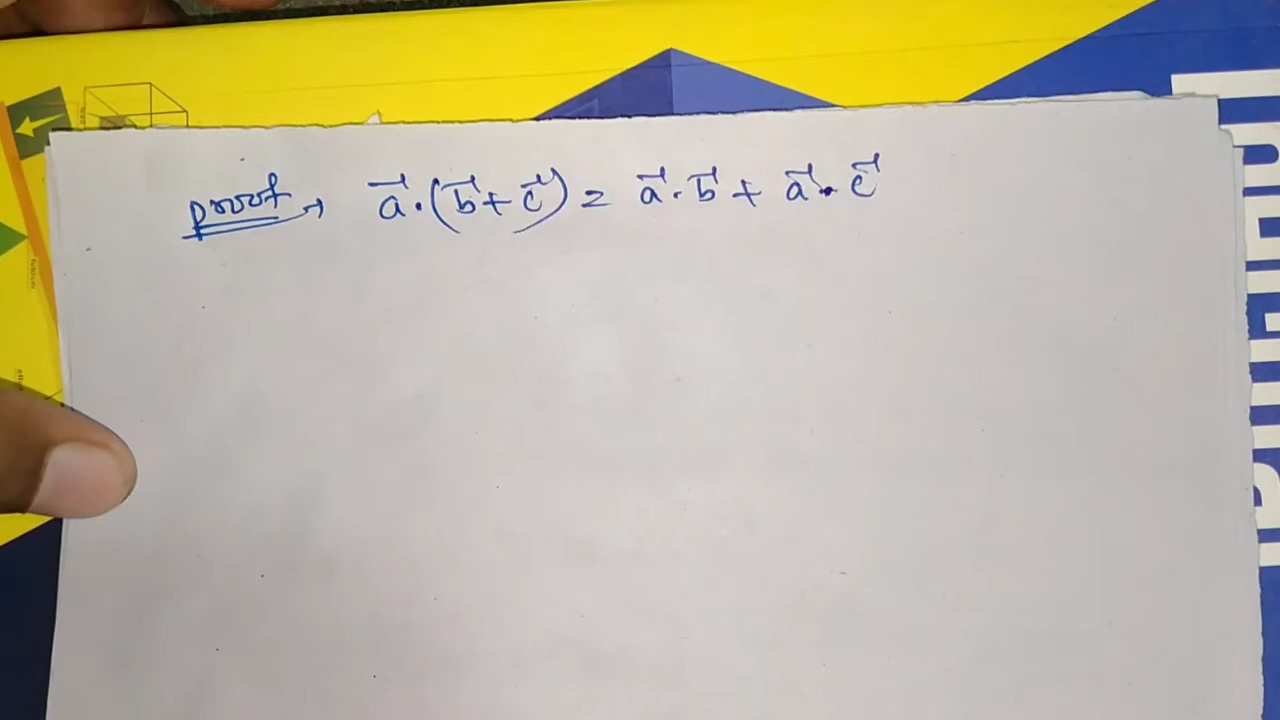 proof → a⃗·(b⃗+c⃗) = a⃗·b⃗ + a⃗·c⃗